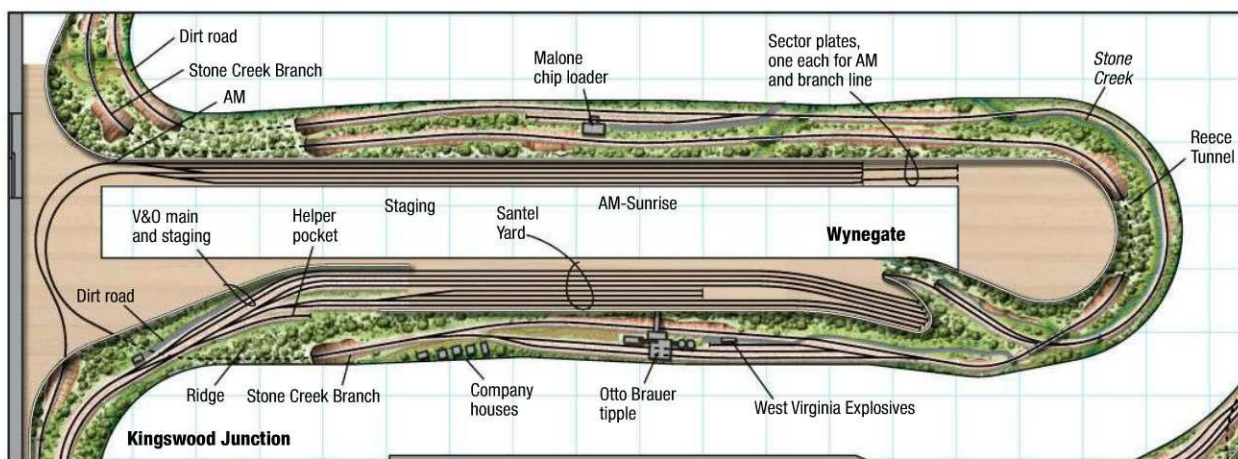 Dirt road
Stone Creek Branch
AM
Malone
chip loader
Sector plates,
one each for AM
and branch line
Stone
Creek
Reece
Tunnel
Staging
AM-Sunrise
V&O main
and staging
Helper
pocket
Santel
Yard
Wynegate
Dirt road
Ridge
Stone Creek Branch
Company
houses
Otto Brauer
tipple
West Virginia Explosives
Kingswood Junction